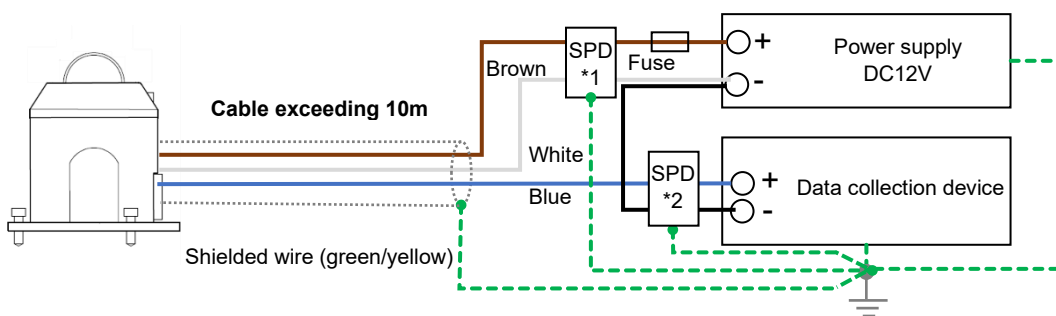 SPD
*1
Fuse
+
-
Power supply
DC12V
Brown
Cable exceeding 10m
White
Blue
SPD
*2
+
-
Data collection device
Shielded wire (green/yellow)